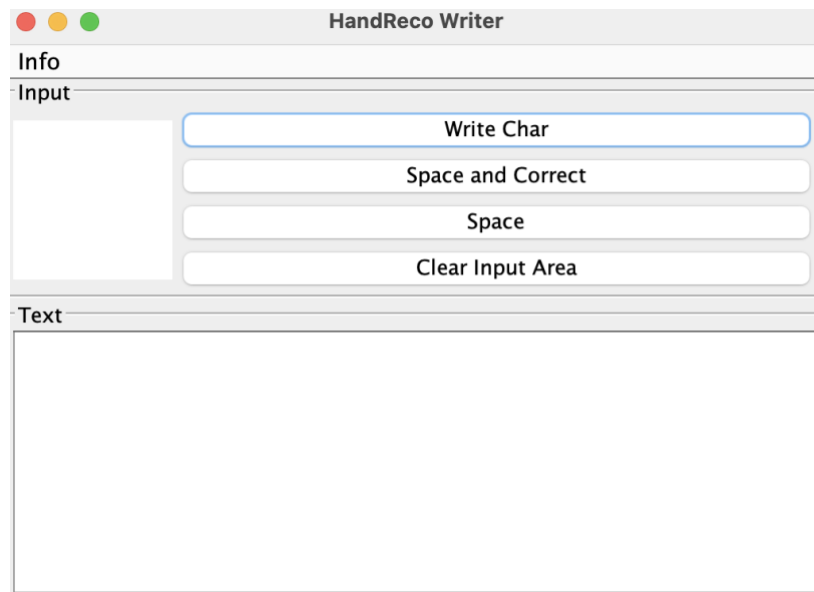 HandReco Writer
Info
Input
Write Char
Space and Correct
Space
Clear Input Area
Text